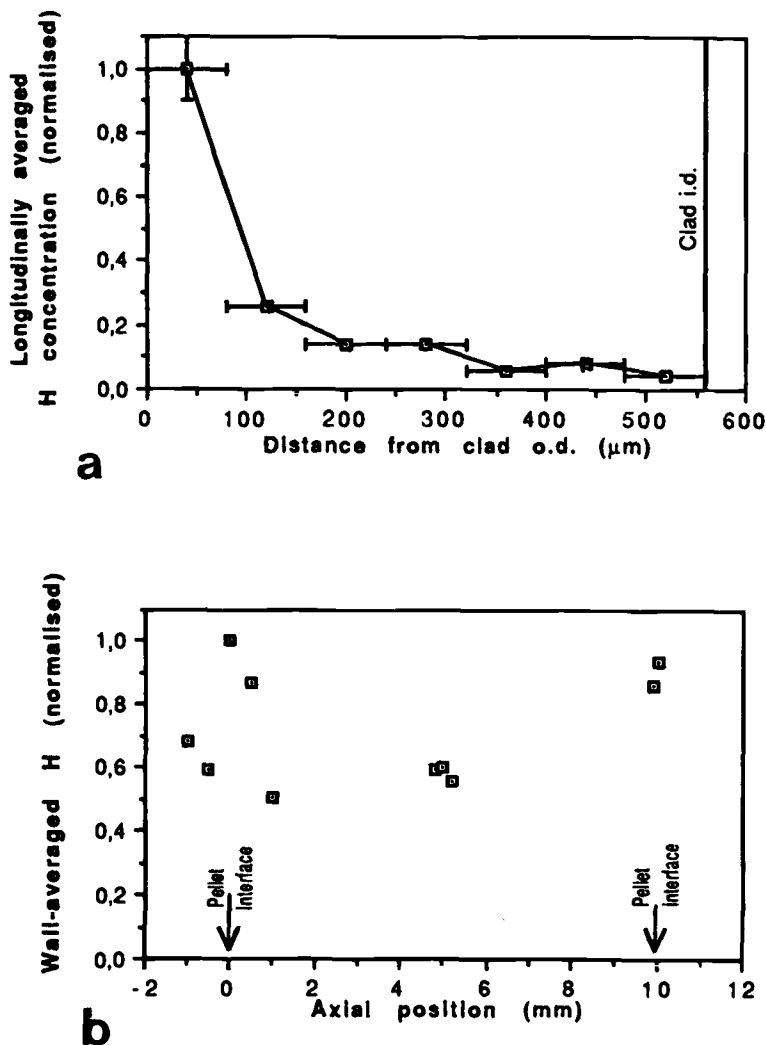 Longitudinally averaged
H concentration (normalised)
1,0
0,8
0,6
0,4
0,2
0,0
Clad i.d.
0 100 200 300 400 500 600
Distance from clad o.d. (μm)
a
Wall-averaged H (normalised)
1,0
0,8
0,6
0,4
0,2
0,0
Pellet
interface
Pellet
interface
-2 0 2 4 6 8 10 12
Axial position (mm)
b